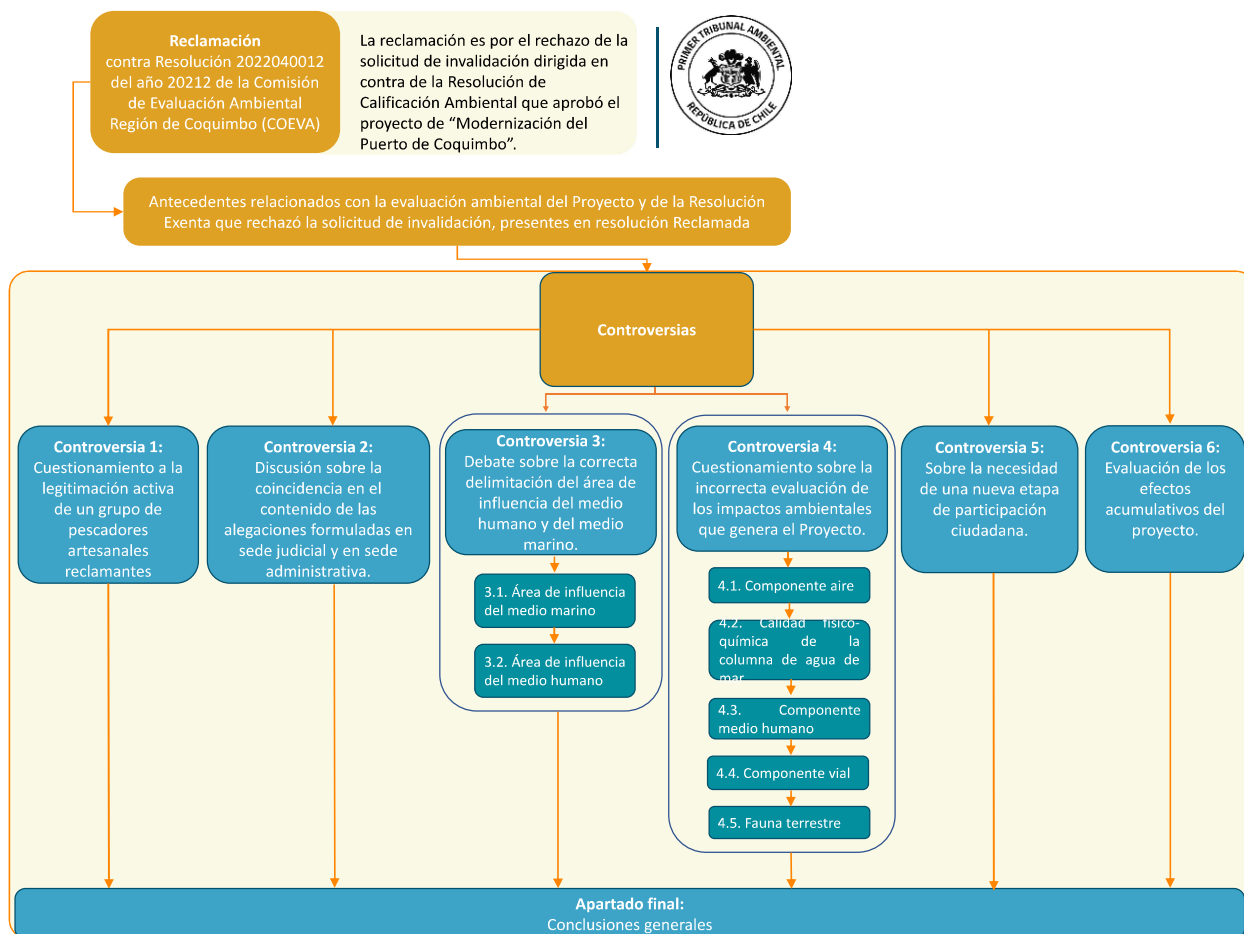 Reclamación
contra Resolución 2022040012
del año 20212 de la Comisión
de Evaluación Ambiental
Región de Coquimbo (COEVA)
La reclamación es por el rechazo de la
solicitud de invalidación dirigida en
contra de la Resolución de
Calificación Ambiental que aprobó el
proyecto de “Modernización del
Puerto de Coquimbo”.
PRIMER TRIBUNAL AMBIENTAL
REPÚBLICA DE CHILE
Antecedentes relacionados con la evaluación ambiental del Proyecto y de la Resolución
Exenta que rechazó la solicitud de invalidación, presentes en resolución Reclamada
Controversias
Controversia 1:
Cuestionamiento a la
legitimación activa
de un grupo de
pescadores
artesanales
reclamantes
Controversia 2:
Discusión sobre la
coincidencia en el
contenido de las
alegaciones formuladas en
sede judicial y en sede
administrativa.
Controversia 3:
Debate sobre la correcta
delimitación del área de
influencia del medio
humano y del medio
marino.
3.1. Área de influencia
del medio marino
3.2. Área de influencia
del medio humano
Controversia 4:
Cuestionamiento sobre la
incorrecta evaluación de
los impactos ambientales
que genera el Proyecto.
4.1. Componente aire
4.2. Calidad físico-
química de la
columna de agua de
mar
4.3. Componente
medio humano
4.4. Componente vial
4.5. Fauna terrestre
Controversia 5:
Sobre la necesidad
de una nueva etapa
de participación
ciudadana.
Controversia 6:
Evaluación de los
efectos
acumulativos del
proyecto.
Apartado final:
Conclusiones generales